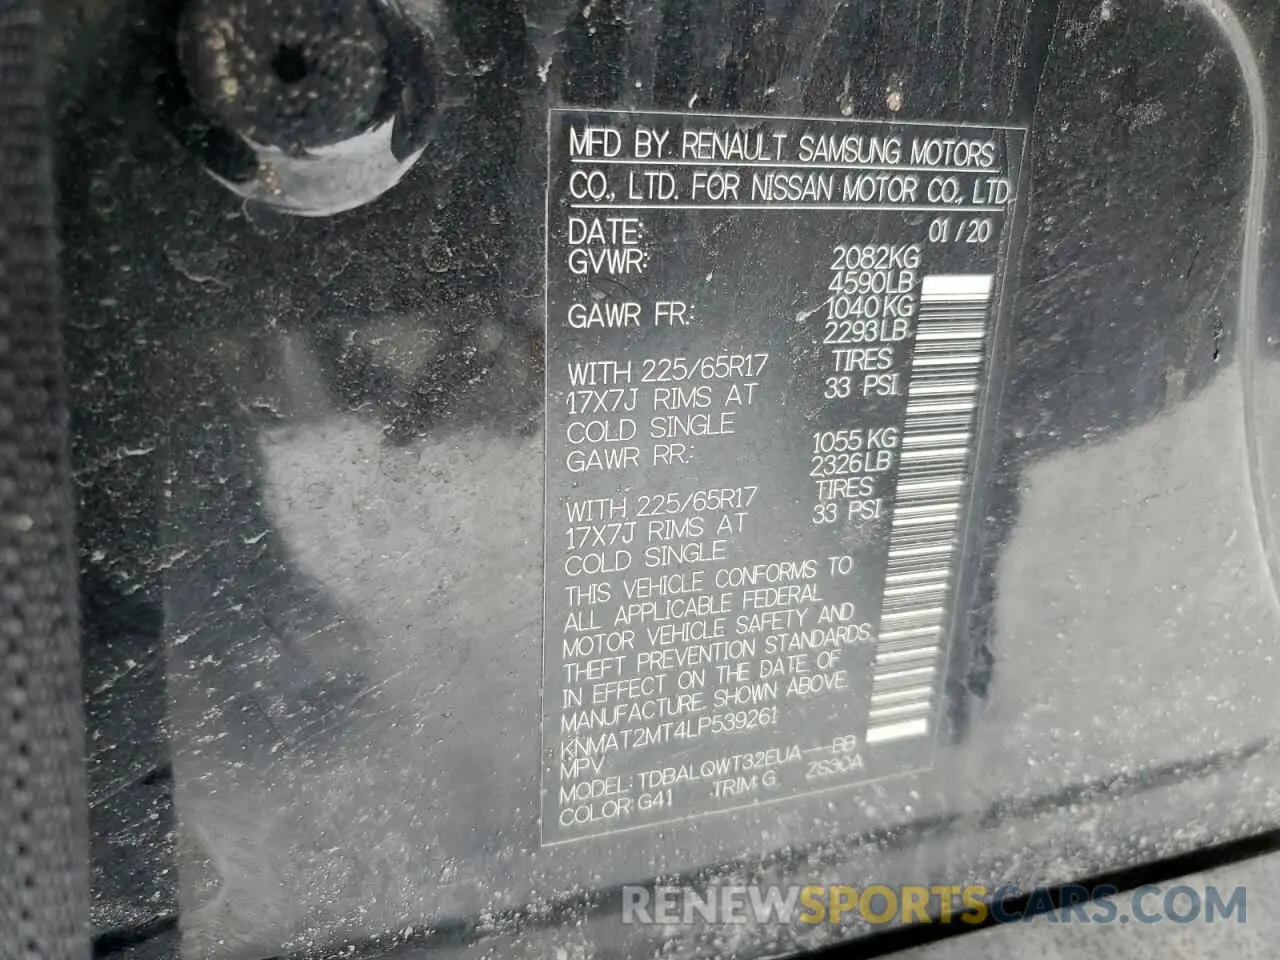 MFD BY RENAULT SAMSUNG MOTORS
CO., LTD. FOR NISSAN MOTOR CO., LTD.
DATE: 01/20
GVWR: 2082KG
4590LB
GAWR FR.: 1040KG
2293LB
WITH 225/65R17 TIRES
17X7J RIMS AT 33 PSI
COLD SINGLE
GAWR RR.: 1055KG
2326LB
WITH 225/65R17 TIRES
17X7J RIMS AT 33 PSI
COLD SINGLE
THIS VEHICLE CONFORMS TO
ALL APPLICABLE FEDERAL
MOTOR VEHICLE SAFETY AND
THEFT PREVENTION STANDARDS
IN EFFECT ON THE DATE OF
MANUFACTURE SHOWN ABOVE
KNMAT2MT4LP539261
MPV
MODEL: TDBALQWT32EUA---BB
COLOR: G41 TRIM: G ZS30A
RENEWSPORTSCARS.COM